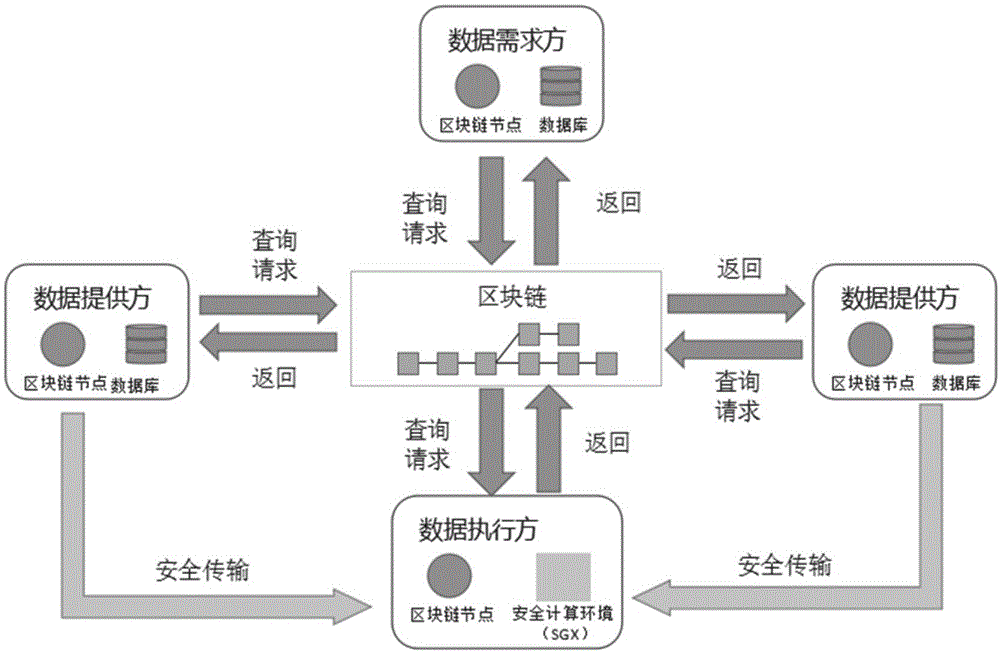 数据需求方
区块链节点 数据库
查询
请求
返回
查询
请求
返回
数据提供方
区块链节点 数据库
返回
区块链
数据提供方
区块链节点 数据库
查询
请求
查询
请求
返回
数据执行方
区块链节点 安全计算环境
（SGX）
安全传输
安全传输